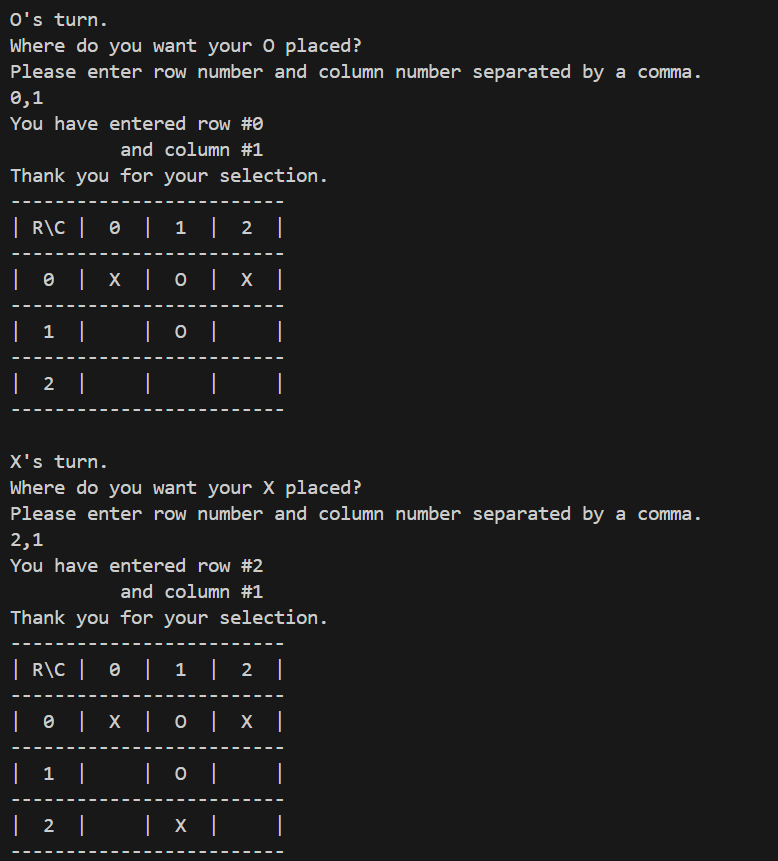 O's turn.
Where do you want your O placed?
Please enter row number and column number separated by a comma.
0,1
You have entered row #0
          and column #1
Thank you for your selection.
-------------------------
| R\C |  0  |  1  |  2  |
-------------------------
|  0  |  X  |  O  |  X  |
-------------------------
|  1  |     |  O  |     |
-------------------------
|  2  |     |     |     |
-------------------------

X's turn.
Where do you want your X placed?
Please enter row number and column number separated by a comma.
2,1
You have entered row #2
          and column #1
Thank you for your selection.
-------------------------
| R\C |  0  |  1  |  2  |
-------------------------
|  0  |  X  |  O  |  X  |
-------------------------
|  1  |     |  O  |     |
-------------------------
|  2  |     |  X  |     |
-------------------------